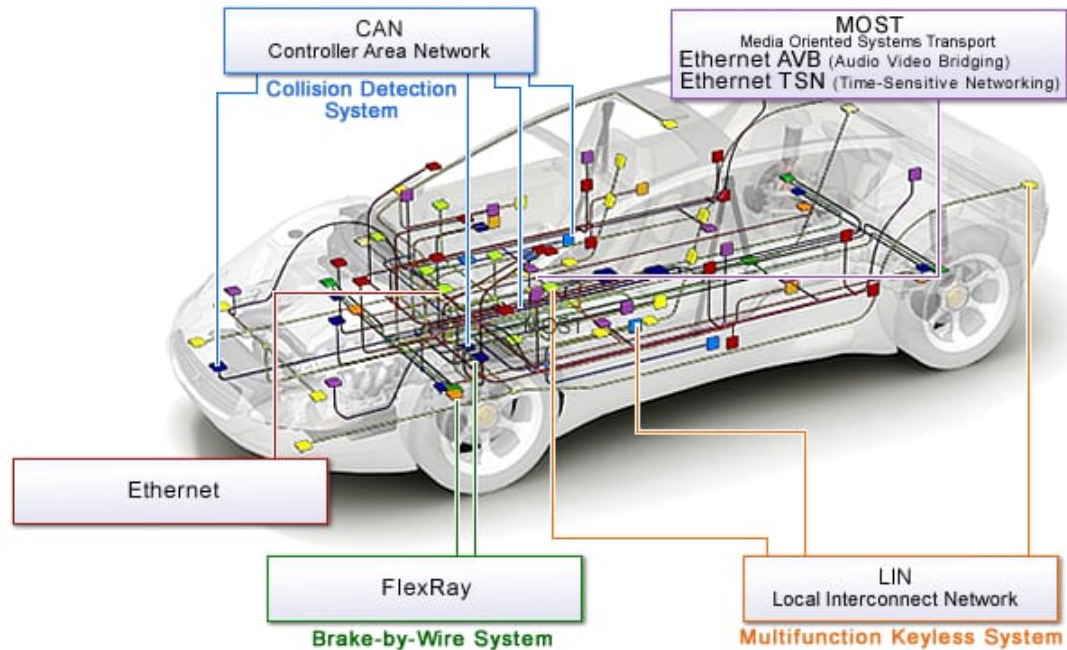 CAN
Controller Area Network
Collision Detection
System
MOST
Media Oriented Systems Transport
Ethernet AVB (Audio Video Bridging)
Ethernet TSN (Time-Sensitive Networking)
MOST
Ethernet
FlexRay
Brake-by-Wire System
LIN
Local Interconnect Network
Multifunction Keyless System